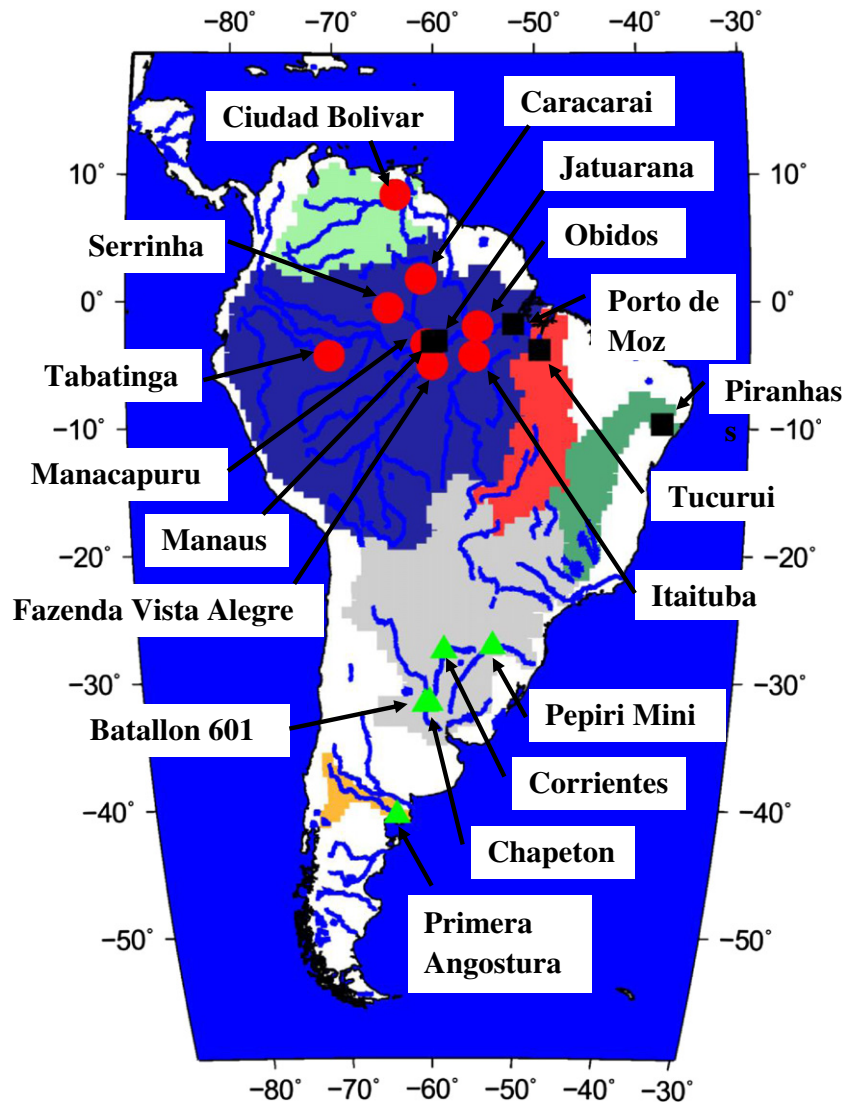 −80˚ −70˚ −60˚ −50˚ −40˚ −30˚
Caracarai
Ciudad Bolivar
10˚ 10˚
Jatuarana
Serrinha
Obidos
0˚ 0˚
Porto de
Moz
Tabatinga
Piranhas
s
−10˚ −10˚
Manacapuru
Tucurui
Manaus
−20˚ −20˚
Itaituba
Fazenda Vista Alegre
−30˚ −30˚
Pepiri Mini
Batallon 601
Corrientes
−40˚ −40˚
Chapeton
Primera
Angostura
−50˚ −50˚
−80˚ −70˚ −60˚ −50˚ −40˚ −30˚